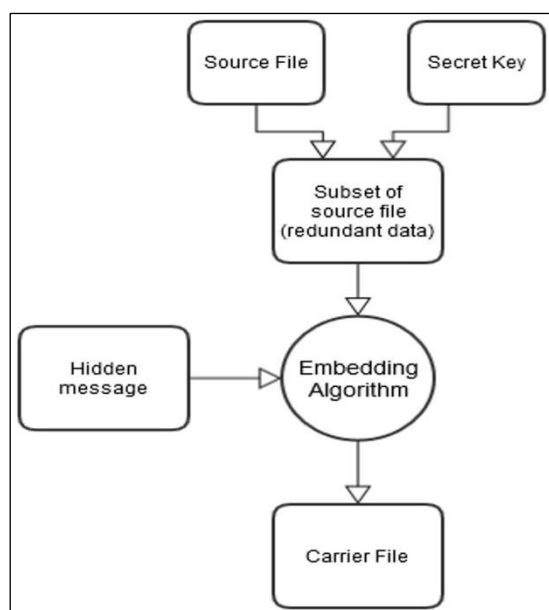 Source File
Secret Key
Subset of
source file
(redundant data)
Hidden
message
Embedding
Algorithm
Carrier File